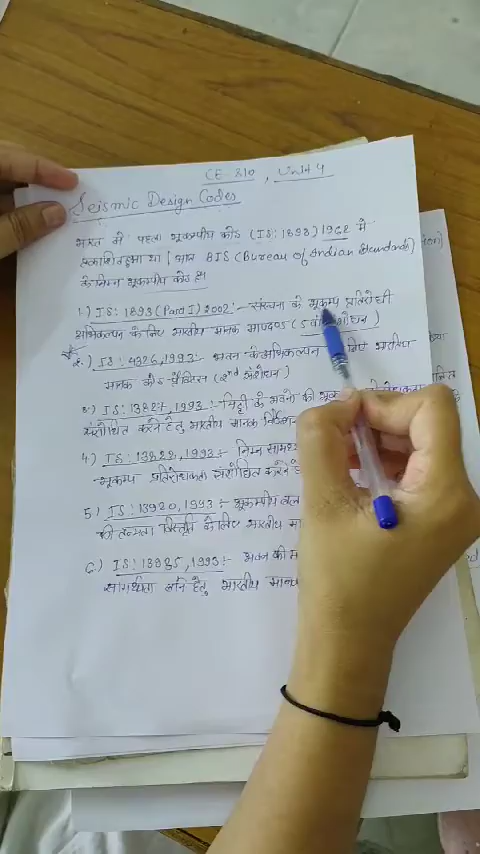 CE-310, Unit 4
Seismic Design Codes
भारत में पहला भूकम्पीय कोड (IS:1893) 1962 में
प्रकाशित हुआ था। आज BIS (Bureau of Indian Standards)
के निम्न भूकम्पीय कोड हैं।
1.) IS:1893 (Part I) 2002:- संरचना के भूकम्प प्रतिरोधी
अभिकल्पन के लिए भारतीय मानक मापदण्ड (5वां संशोधन)
2.) IS:4326,1993:- भवन के अभिकल्पन लिए भारतीय
मानक कोड प्रैक्टिस (2nd संशोधन)
3.) IS:13827,1993:- मिट्टी के भवनो की
संशोधित करने हेतु भारतीय मानक
4.) IS:13828,1993:- निम्न सामर्थ्य
भूकम्प प्रतिरोधकता संशोधित करने
5.) IS:13920,1993:- भूकम्पीय बल
की तन्यता विस्तृति के लिए भारतीय
6.) IS:13935,1993:- भवन की
सामर्थ्यता लाने हेतु भारतीय मानक